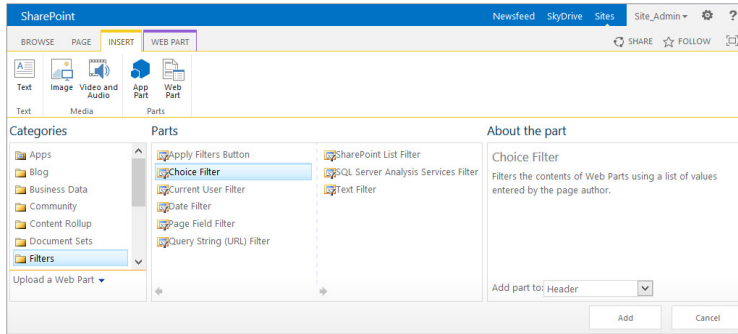 SharePoint Newsfeed SkyDrive Sites Site_Admin ?
BROWSE PAGE INSERT WEB PART SHARE FOLLOW
Text Image Video and Audio App Part Web Part
Text Media Parts
Categories Parts About the part
Apps
Blog
Business Data
Community
Content Rollup
Document Sets
Filters
Upload a Web Part
Apply Filters Button
Choice Filter
Current User Filter
Date Filter
Page Field Filter
Query String (URL) Filter
SharePoint List Filter
SQL Server Analysis Services Filter
Text Filter
Choice Filter
Filters the contents of Web Parts using a list of values
entered by the page author.
Add part to: Header
Add Cancel